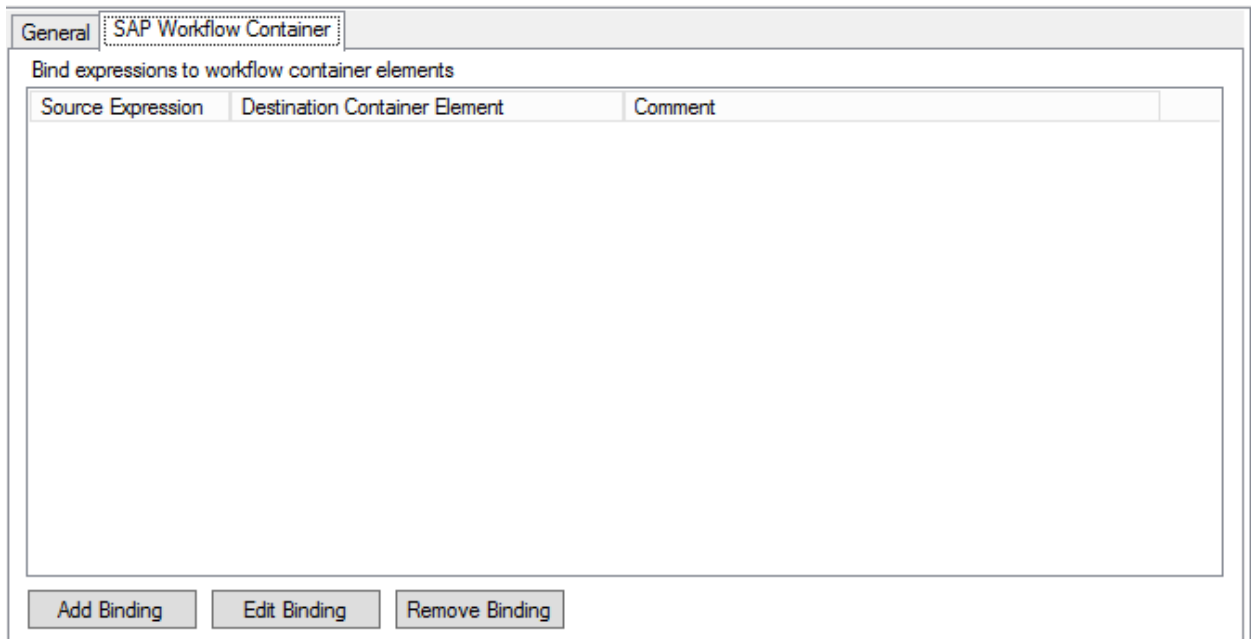 General SAP Workflow Container
Bind expressions to workflow container elements
Source Expression Destination Container Element Comment
Add Binding Edit Binding Remove Binding